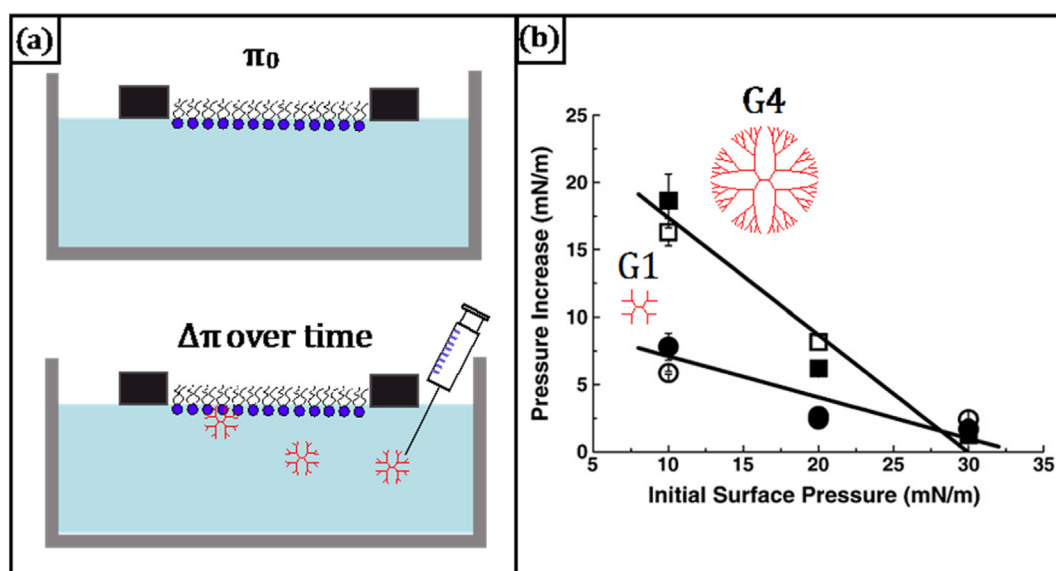 (a)
π₀
Δπ over time
(b)
G4
G1
Pressure Increase (mN/m)
25
20
15
10
5
0
5 10 15 20 25 30 35
Initial Surface Pressure (mN/m)